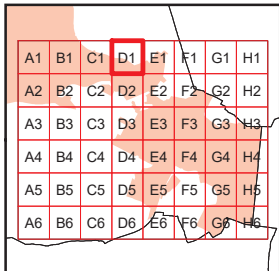 A1 B1 C1 D1 E1 F1 G1 H1
A2 B2 C2 D2 E2 F2 G2 H2
A3 B3 C3 D3 E3 F3 G3 H3
A4 B4 C4 D4 E4 F4 G4 H4
A5 B5 C5 D5 E5 F5 G5 H5
A6 B6 C6 D6 E6 F6 G6 H6